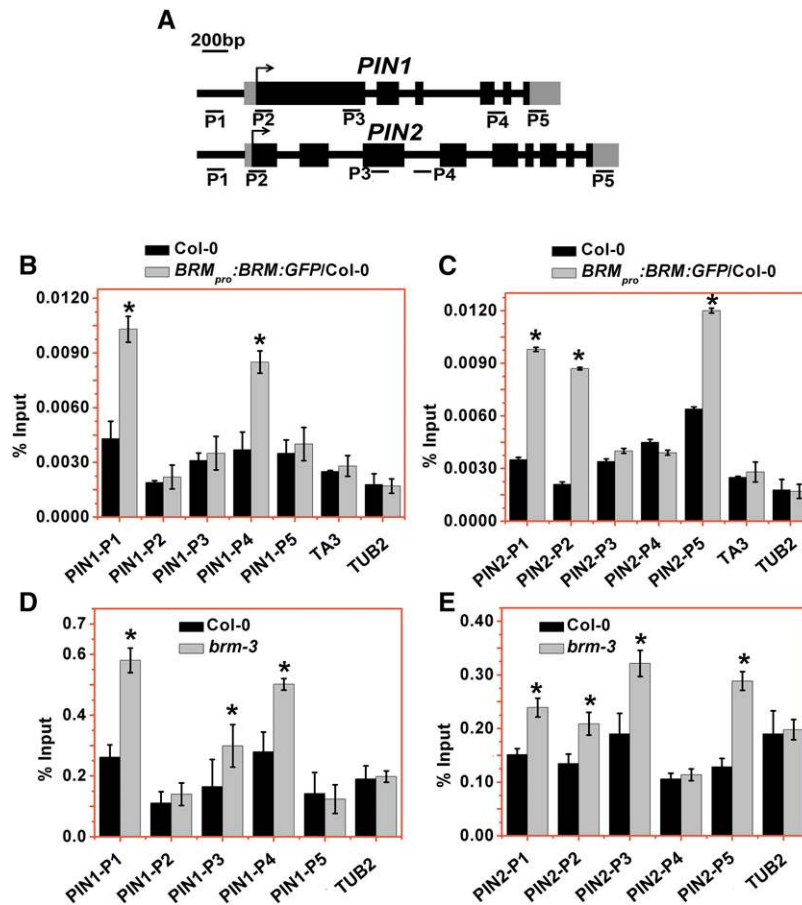 A
200bp
PIN1
P1 P2 P3 P4 P5
PIN2
P1 P2 P3 P4 P5
B
Col-0
BRMpro:BRM:GFP/Col-0
0.0120
0.0090
0.0060
0.0030
0.0000
% Input
* *
PIN1-P1 PIN1-P2 PIN1-P3 PIN1-P4 PIN1-P5 TA3 TUB2
C
Col-0
BRMpro:BRM:GFP/Col-0
0.0120
0.0090
0.0060
0.0030
0.0000
% Input
* * *
PIN2-P1 PIN2-P2 PIN2-P3 PIN2-P4 PIN2-P5 TA3 TUB2
D
Col-0
brm-3
0.7
0.6
0.4
0.2
0.0
% Input
* * *
PIN1-P1 PIN1-P2 PIN1-P3 PIN1-P4 PIN1-P5 TUB2
E
Col-0
brm-3
0.40
0.30
0.20
0.10
0.00
% Input
* * * *
PIN2-P1 PIN2-P2 PIN2-P3 PIN2-P4 PIN2-P5 TUB2